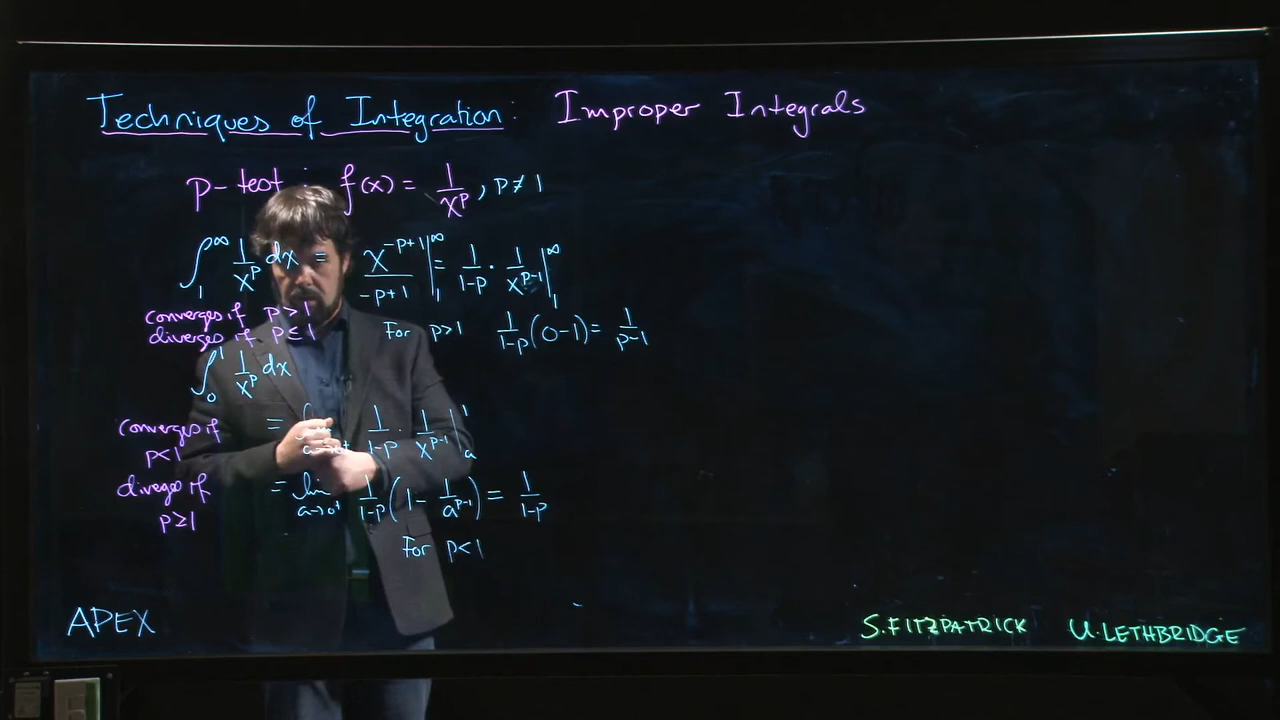 Techniques of Integration: Improper Integrals
p-test: f(x) = 1/x^p, p≠1
∫_1^∞ 1/x^p dx = x^(-p+1)/(-p+1) |_1^∞ = 1/(1-p) · 1/x^(p-1) |_1^∞
converges if p>1
diverges if p≤1
For p>1 1/(1-p) (0-1) = 1/(p-1)
∫_0^1 1/x^p dx
= lim_(a→0+) 1/(1-p) · 1/x^(p-1) |_a^1
converges if
p<1
= lim_(a→0+) 1/(1-p) (1 - 1/a^(p-1)) = 1/(1-p)
diverges if
p≥1
For p<1
APEX
S.FITZPATRICK U.LETHBRIDGE